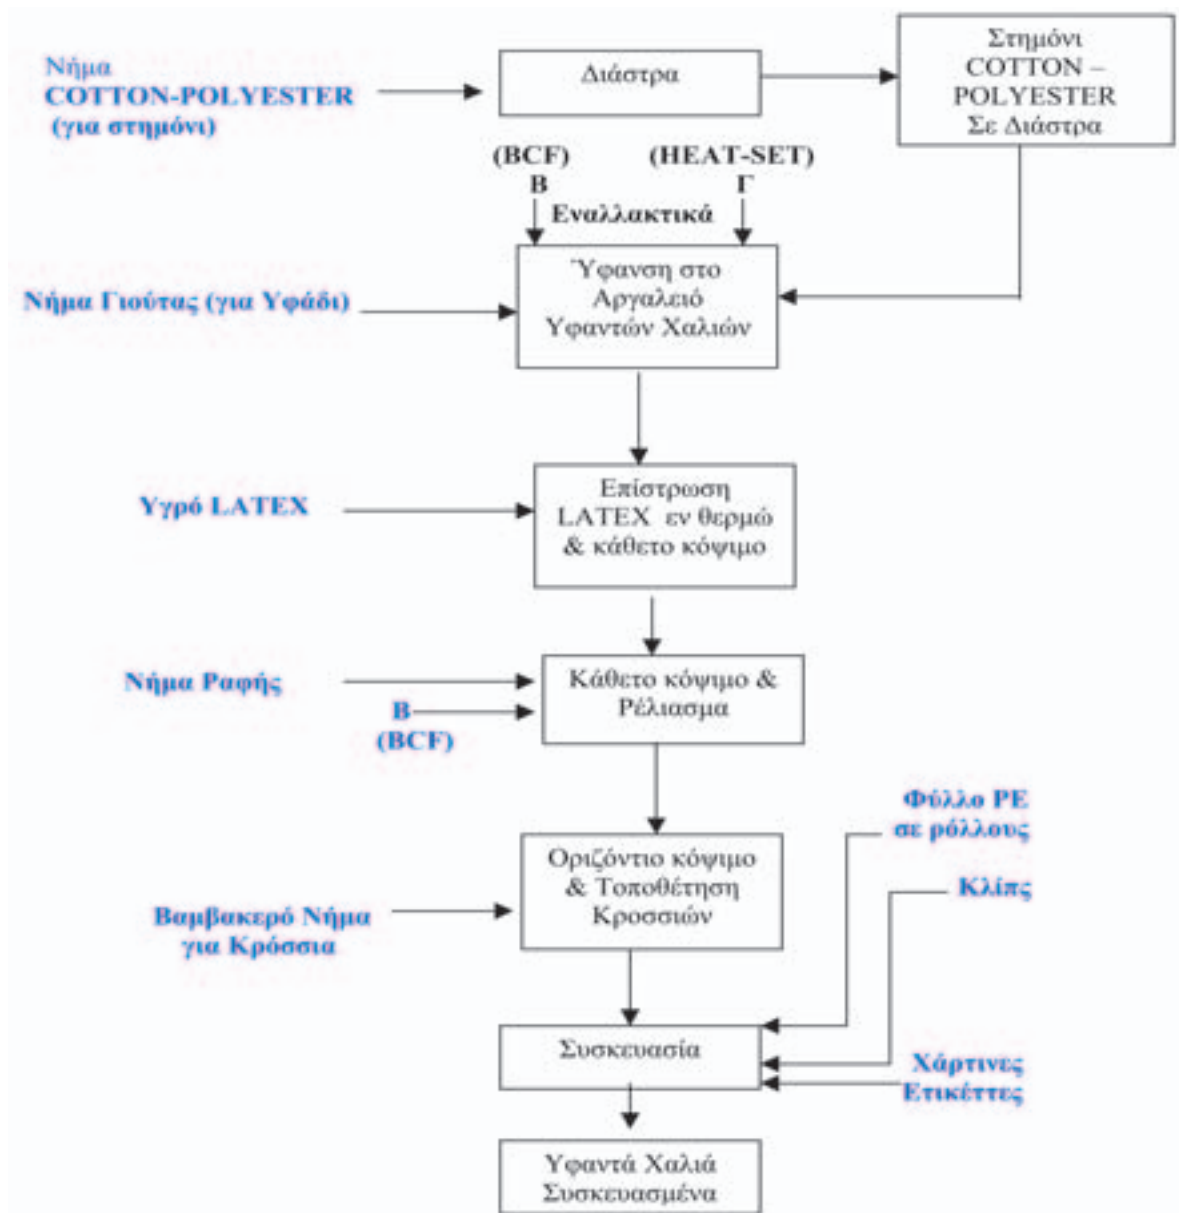 Νήμα
COTTON-POLYESTER
(για στημόνι)
Διάστρα
Στημόνι
COTTON –
POLYESTER
Σε Διάστρα
(BCF)
Β
(HEAT-SET)
Γ
Εναλλακτικά
Ύφανση στο
Αργαλειό
Υφαντών Χαλιών
Νήμα Γιούτας (για Υφάδι)
Υγρό LATEX
Επίστρωση
LATEX εν θερμώ
& κάθετο κόψιμο
Νήμα Ραφής
Β
(BCF)
Κάθετο κόψιμο &
Ρέλιασμα
Φύλλο PE
σε ρόλλους
Κλίπς
Οριζόντιο κόψιμο
& Τοποθέτηση
Κροσσιών
Βαμβακερό Νήμα
για Κρόσσια
Συσκευασία
Χάρτινες
Ετικέττες
Υφαντά Χαλιά
Συσκευασμένα